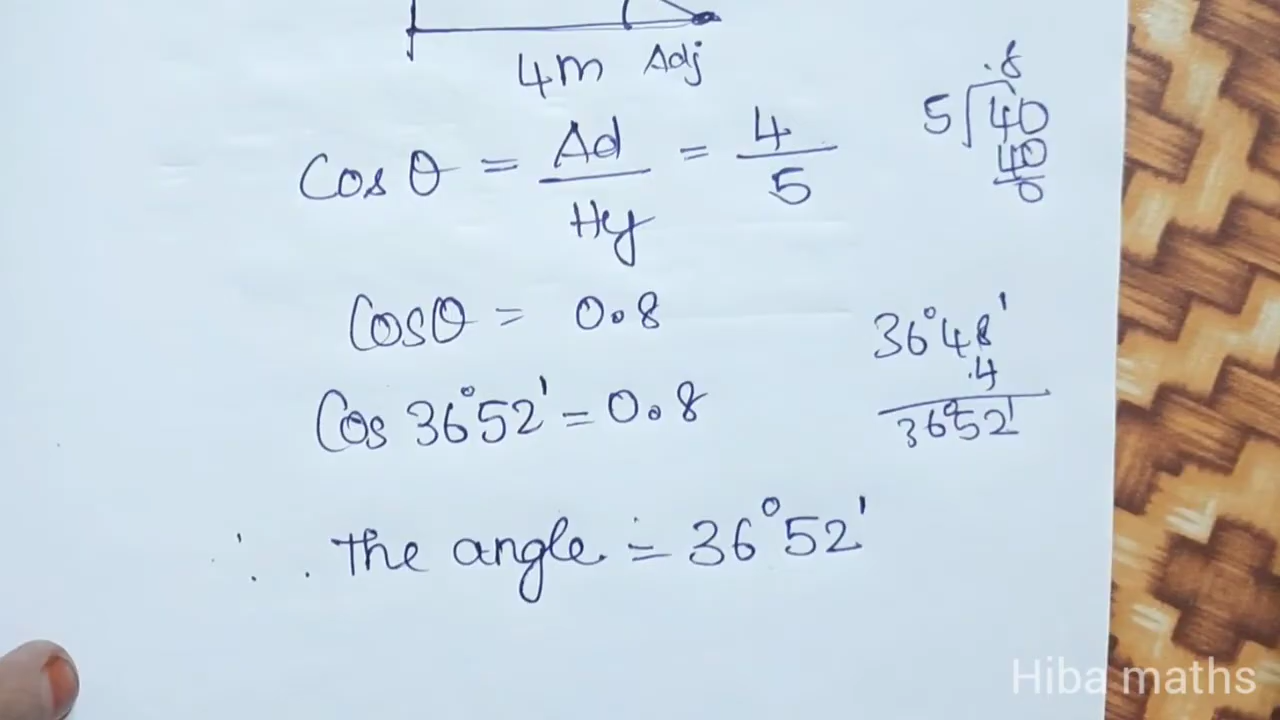 4m Adj
Cos θ = Ad/Hy = 4/5
.8
5 40
40
0
Cosθ = 0.8
Cos 36°52' = 0.8
36°48'
.4
36°52'
∴ The angle = 36°52'
Hiba maths